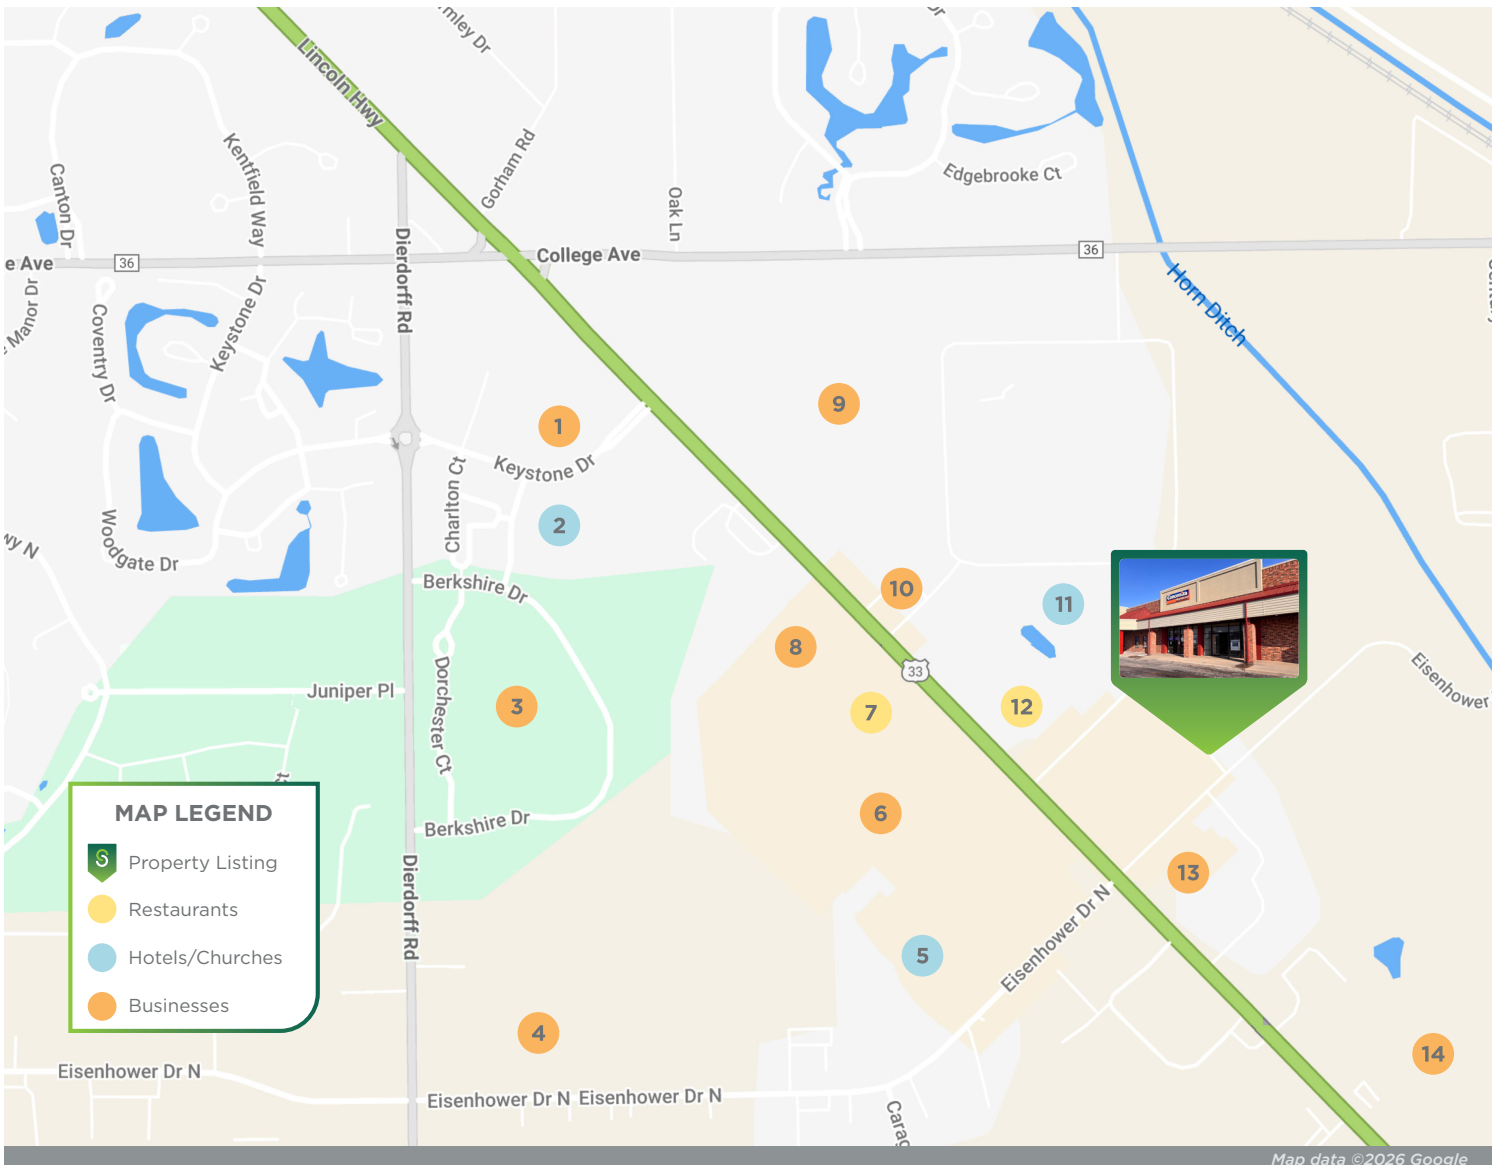 Lincoln Hwy
Gorham Rd
Canton Dr
Kentfield Way
Oak Ln
Edgebrooke Ct
Dierdorff Rd
College Ave
e Ave
36
36
Manor Dr
Coventry Dr
Keystone Dr
Horn Ditch
9
1
Keystone Dr
Charlton Ct
2
Woodgate Dr
wy N
Berkshire Dr
10
11
8
33
Juniper Pl
Dorchester Ct
3
7
12
Eisenhower
6
Berkshire Dr
13
Dierdorff Rd
Eisenhower Dr N
5
4
14
MAP LEGEND
Property Listing
Restaurants
Hotels/Churches
Businesses
Eisenhower Dr N
Eisenhower Dr N
Eisenhower Dr N
Carag
Map data ©2026 Google